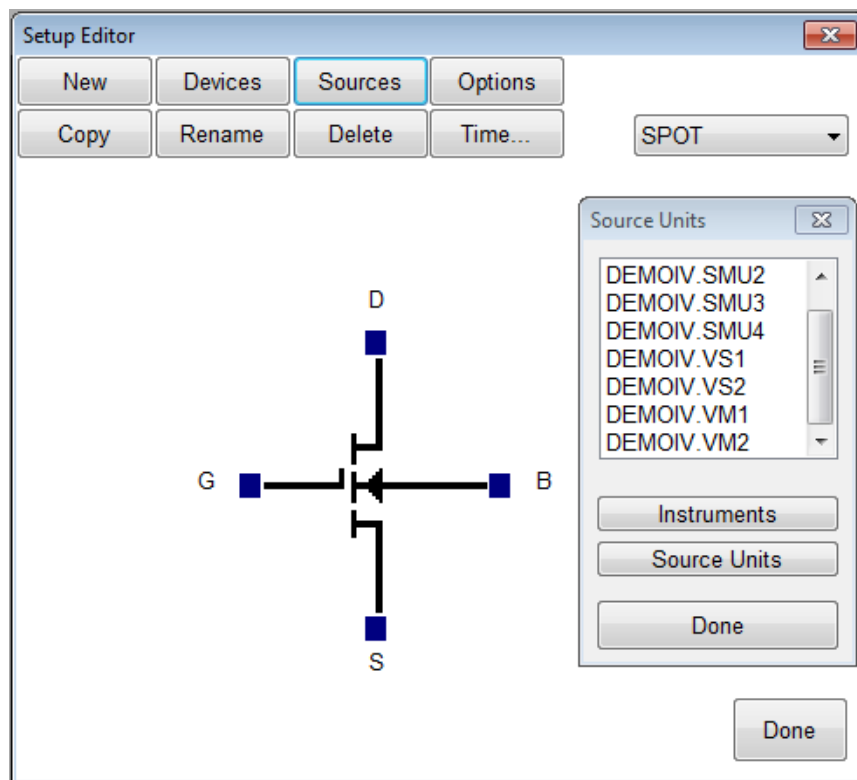 Setup Editor
New Devices Sources Options
Copy Rename Delete Time...
SPOT
Source Units
DEMOIV.SMU2
DEMOIV.SMU3
DEMOIV.SMU4
DEMOIV.VS1
DEMOIV.VS2
DEMOIV.VM1
DEMOIV.VM2
D
G
B
S
Instruments
Source Units
Done
Done